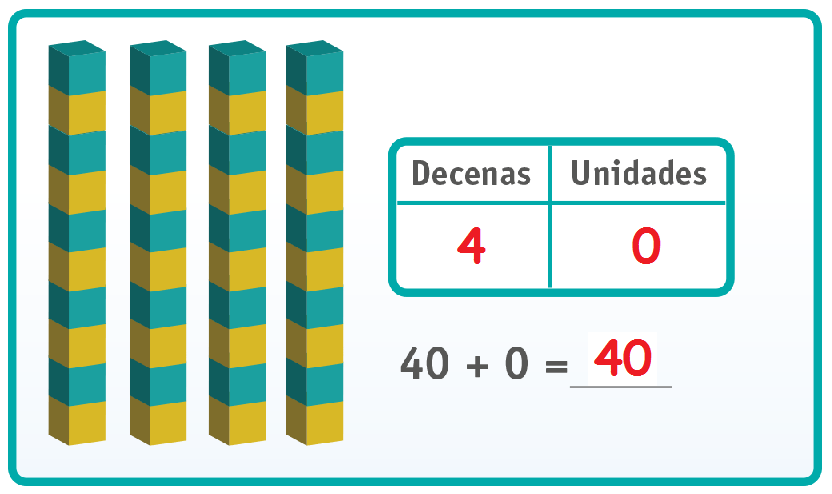 Decenas Unidades
4 0
40 + 0 = 40